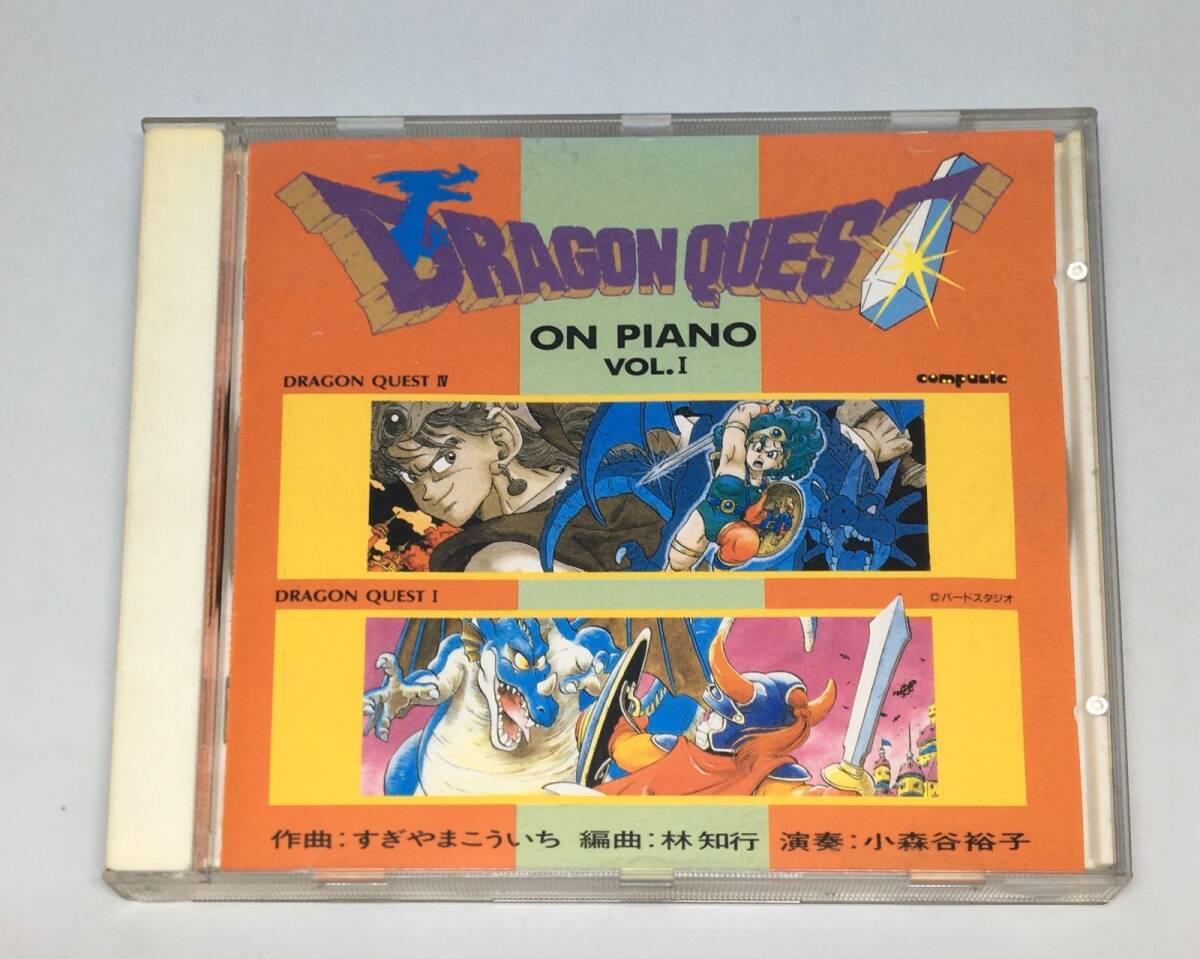 DRAGON QUEST
ON PIANO
VOL.I
DRAGON QUEST IV
compusic
DRAGON QUEST I
©バードスタジオ
作曲:すぎやまこういち 編曲:林知行 演奏:小森谷裕子